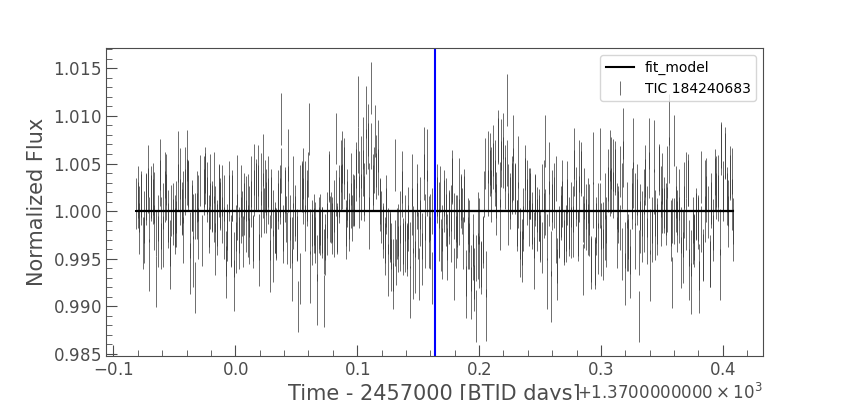 1.015
1.010
1.005
1.000
0.995
0.990
0.985
Normalized Flux
fit_model
TIC 184240683
−0.1 0.0 0.1 0.2 0.3 0.4
Time - 2457000 [BTJD days]
+1.3700000000 × 10³